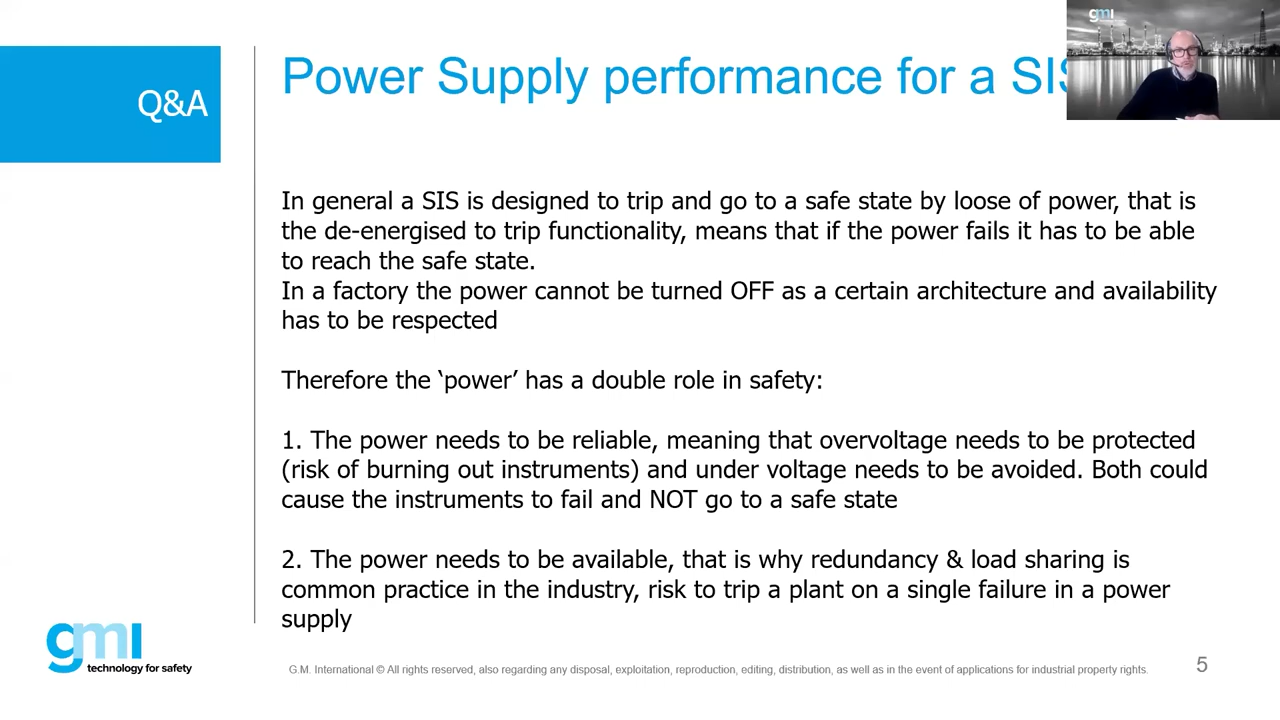 gmi
Q&A
Power Supply performance for a SIS
In general a SIS is designed to trip and go to a safe state by loose of power, that is
the de-energised to trip functionality, means that if the power fails it has to be able
to reach the safe state.
In a factory the power cannot be turned OFF as a certain architecture and availability
has to be respected
Therefore the ‘power’ has a double role in safety:
1. The power needs to be reliable, meaning that overvoltage needs to be protected
(risk of burning out instruments) and under voltage needs to be avoided. Both could
cause the instruments to fail and NOT go to a safe state
2. The power needs to be available, that is why redundancy & load sharing is
common practice in the industry, risk to trip a plant on a single failure in a power
supply
gmi
technology for safety
G.M. International © All rights reserved, also regarding any disposal, exploitation, reproduction, editing, distribution, as well as in the event of applications for industrial property rights.
5